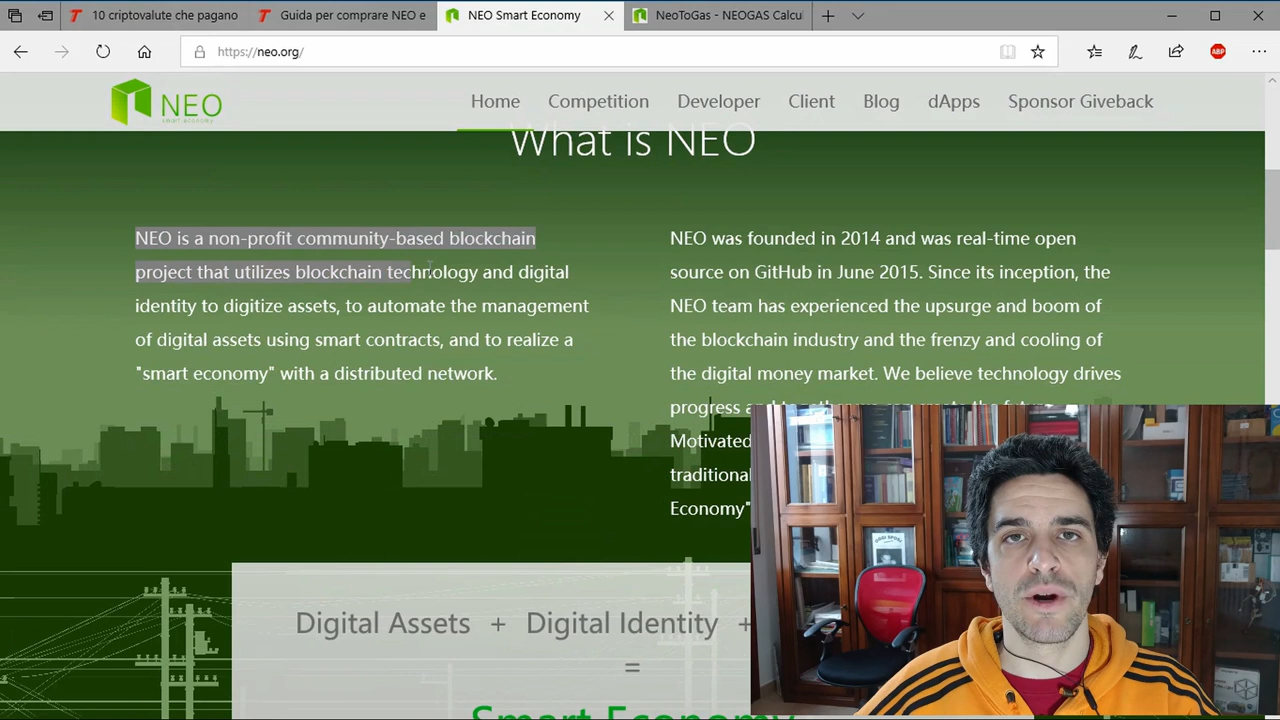 10 criptovalute che pagano
Guida per comprare NEO e
NEO Smart Economy
NeoToGas - NEOGAS Calcu
https://neo.org/
ABP
NEO
smart economy
Home
Competition
Developer
Client
Blog
dApps
Sponsor Giveback
What is NEO
NEO is a non-profit community-based blockchain
project that utilizes blockchain technology and digital
identity to digitize assets, to automate the management
of digital assets using smart contracts, and to realize a
"smart economy" with a distributed network.
NEO was founded in 2014 and was real-time open
source on GitHub in June 2015. Since its inception, the
NEO team has experienced the upsurge and boom of
the blockchain industry and the frenzy and cooling of
the digital money market. We believe technology drives
progress
Motivated
traditional
Economy"
Digital Assets + Digital Identity +
=
Smart Economy